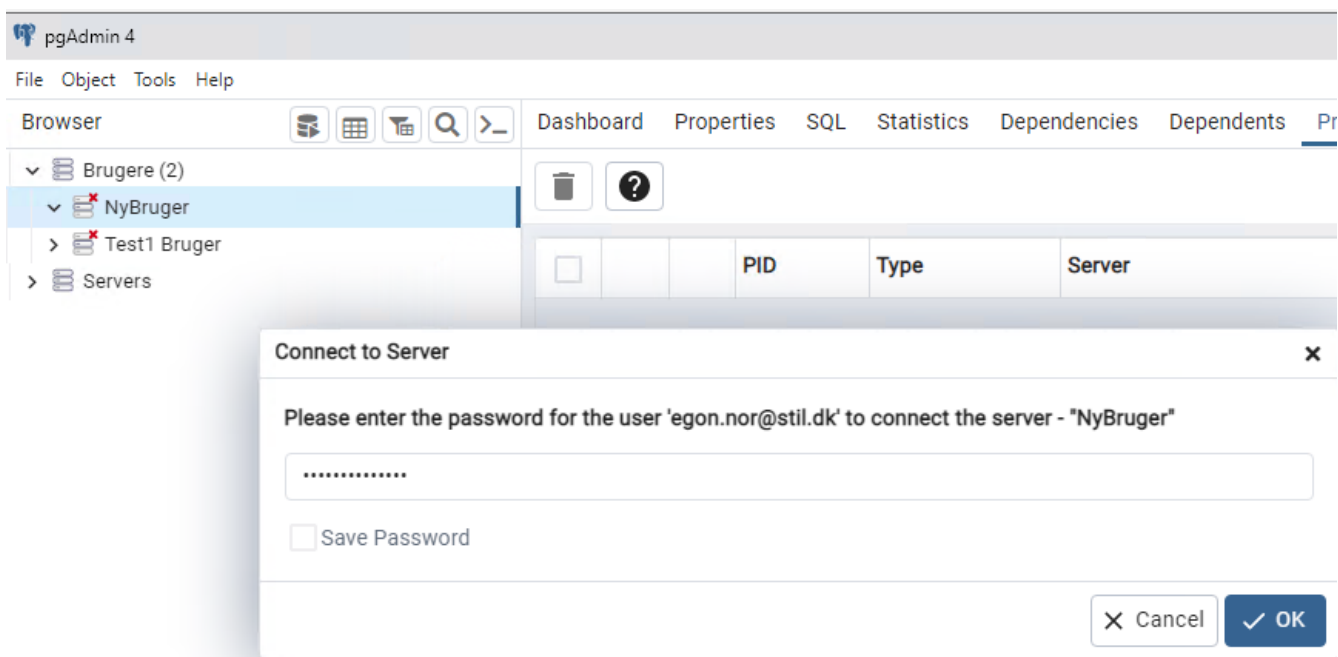 pgAdmin 4
File Object Tools Help
Browser
Dashboard Properties SQL Statistics Dependencies Dependents Pr
Brugere (2)
NyBruger
Test1 Bruger
Servers
PID Type Server
Connect to Server
Please enter the password for the user 'egon.nor@stil.dk' to connect the server - "NyBruger"
••••••••••••••
Save Password
Cancel OK